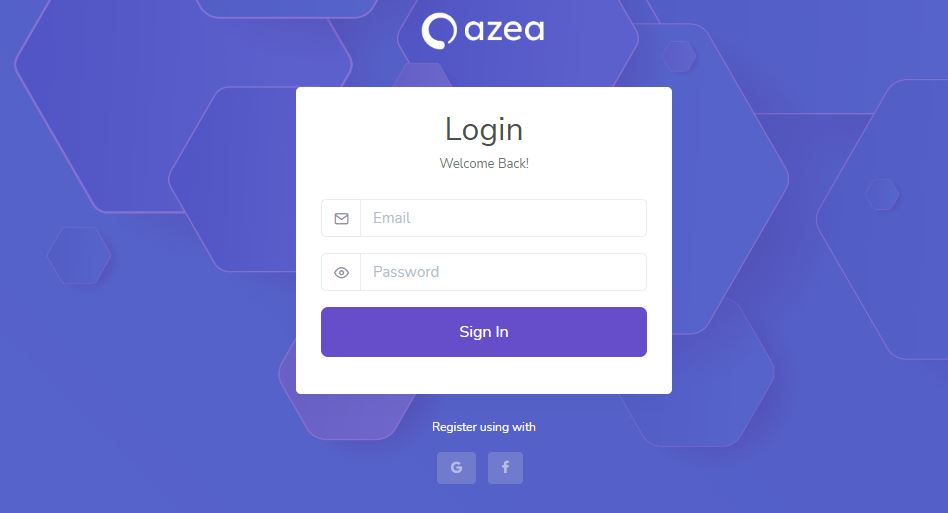 azea
Login
Welcome Back!
Email
Password
Sign In
Register using with
G
f